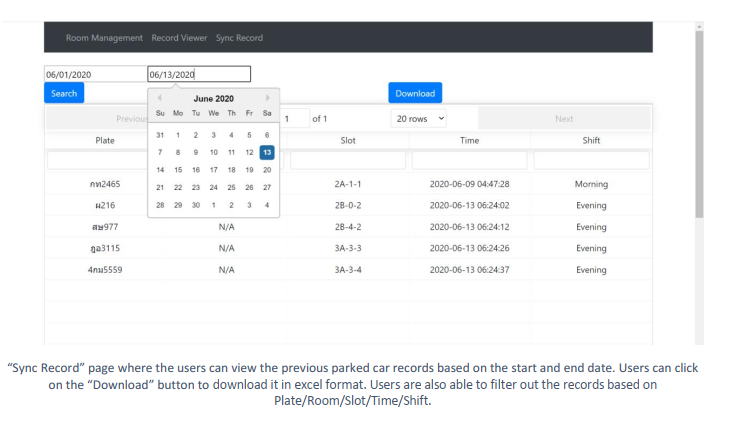 Room Management Record Viewer Sync Record
06/01/2020 06/13/2020
Search Download
June 2020
Su Mo Tu We Th Fr Sa
31 1 2 3 4 5 6
7 8 9 10 11 12 13
14 15 16 17 18 19 20
21 22 23 24 25 26 27
28 29 30 1 2 3 4
Previous 1 of 1 20 rows Next
Plate Slot Time Shift
กท2465 2A-1-1 2020-06-09 04:47:28 Morning
ห216 2B-0-2 2020-06-13 06:24:02 Evening
สษ977 N/A 2B-4-2 2020-06-13 06:24:12 Evening
ฎอ3115 N/A 3A-3-3 2020-06-13 06:24:26 Evening
4กฆ5559 N/A 3A-3-4 2020-06-13 06:24:37 Evening
“Sync Record” page where the users can view the previous parked car records based on the start and end date. Users can click
on the “Download” button to download it in excel format. Users are also able to filter out the records based on
Plate/Room/Slot/Time/Shift.